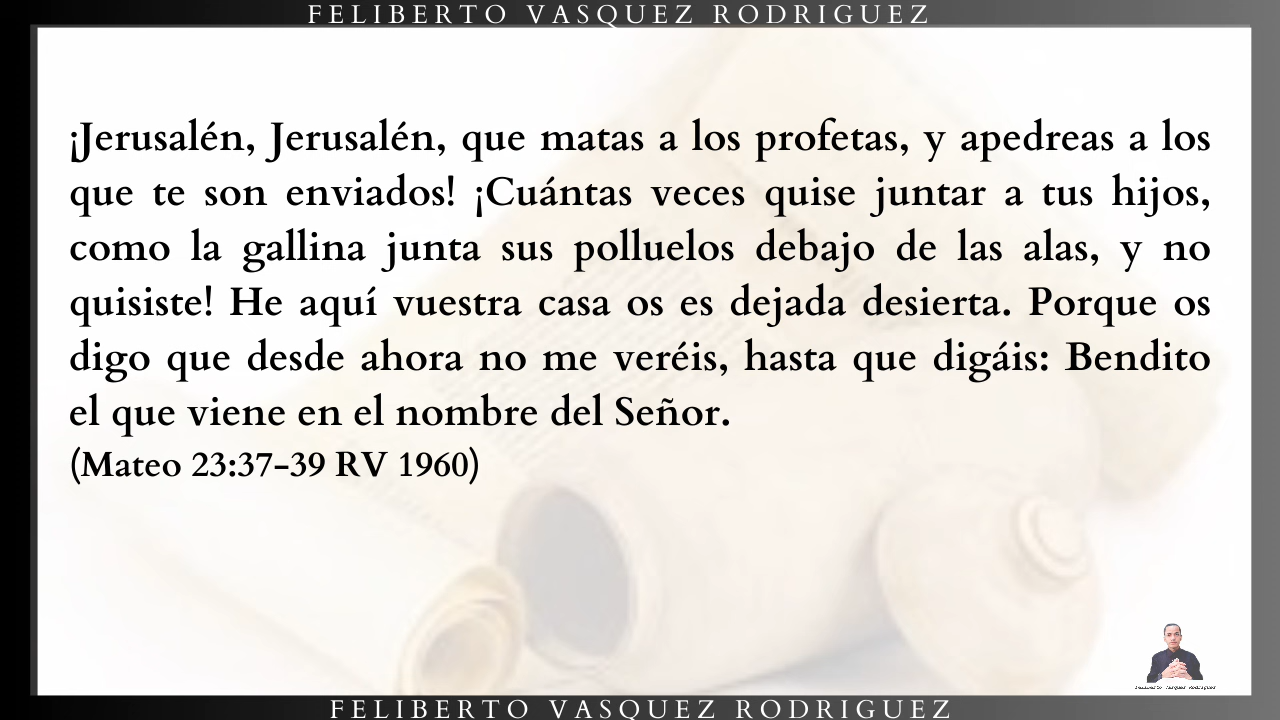 FELIBERTO VASQUEZ RODRIGUEZ
¡Jerusalén, Jerusalén, que matas a los profetas, y apedreas a los
que te son enviados! ¡Cuántas veces quise juntar a tus hijos,
como la gallina junta sus polluelos debajo de las alas, y no
quisiste! He aquí vuestra casa os es dejada desierta. Porque os
digo que desde ahora no me veréis, hasta que digáis: Bendito
el que viene en el nombre del Señor.
(Mateo 23:37-39 RV 1960)
Feliberto Vasquez Rodriguez
FELIBERTO VASQUEZ RODRIGUEZ